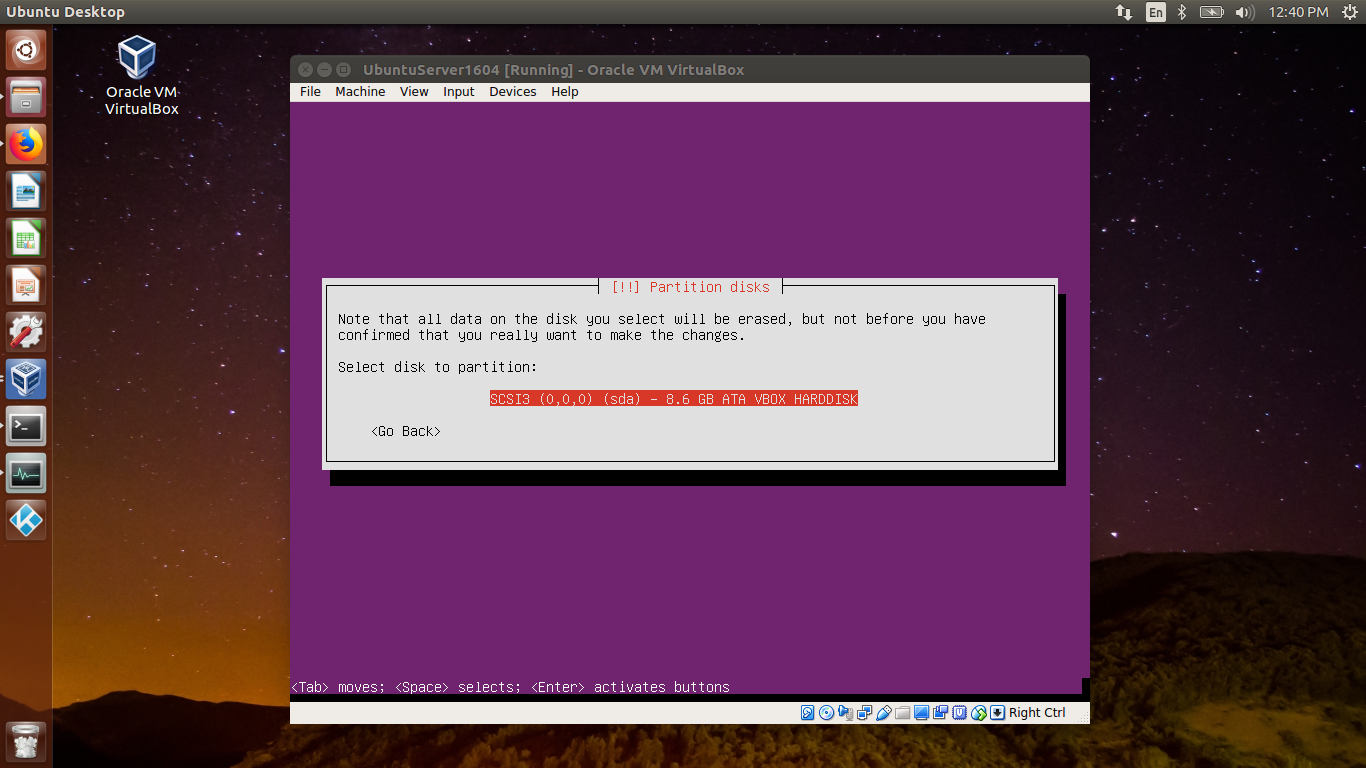 Ubuntu Desktop
En
12:40 PM
Oracle VM
VirtualBox
UbuntuServer1604 [Running] - Oracle VM VirtualBox
File Machine View Input Devices Help
[!!] Partition disks
Note that all data on the disk you select will be erased, but not before you have
confirmed that you really want to make the changes.
Select disk to partition:
SCSI3 (0,0,0) (sda) - 8.6 GB ATA VBOX HARDDISK
<Go Back>
<Tab> moves; <Space> selects; <Enter> activates buttons
Right Ctrl